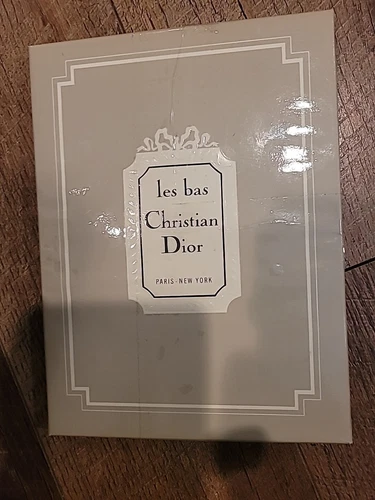 les bas
Christian
Dior
PARIS-NEW YORK